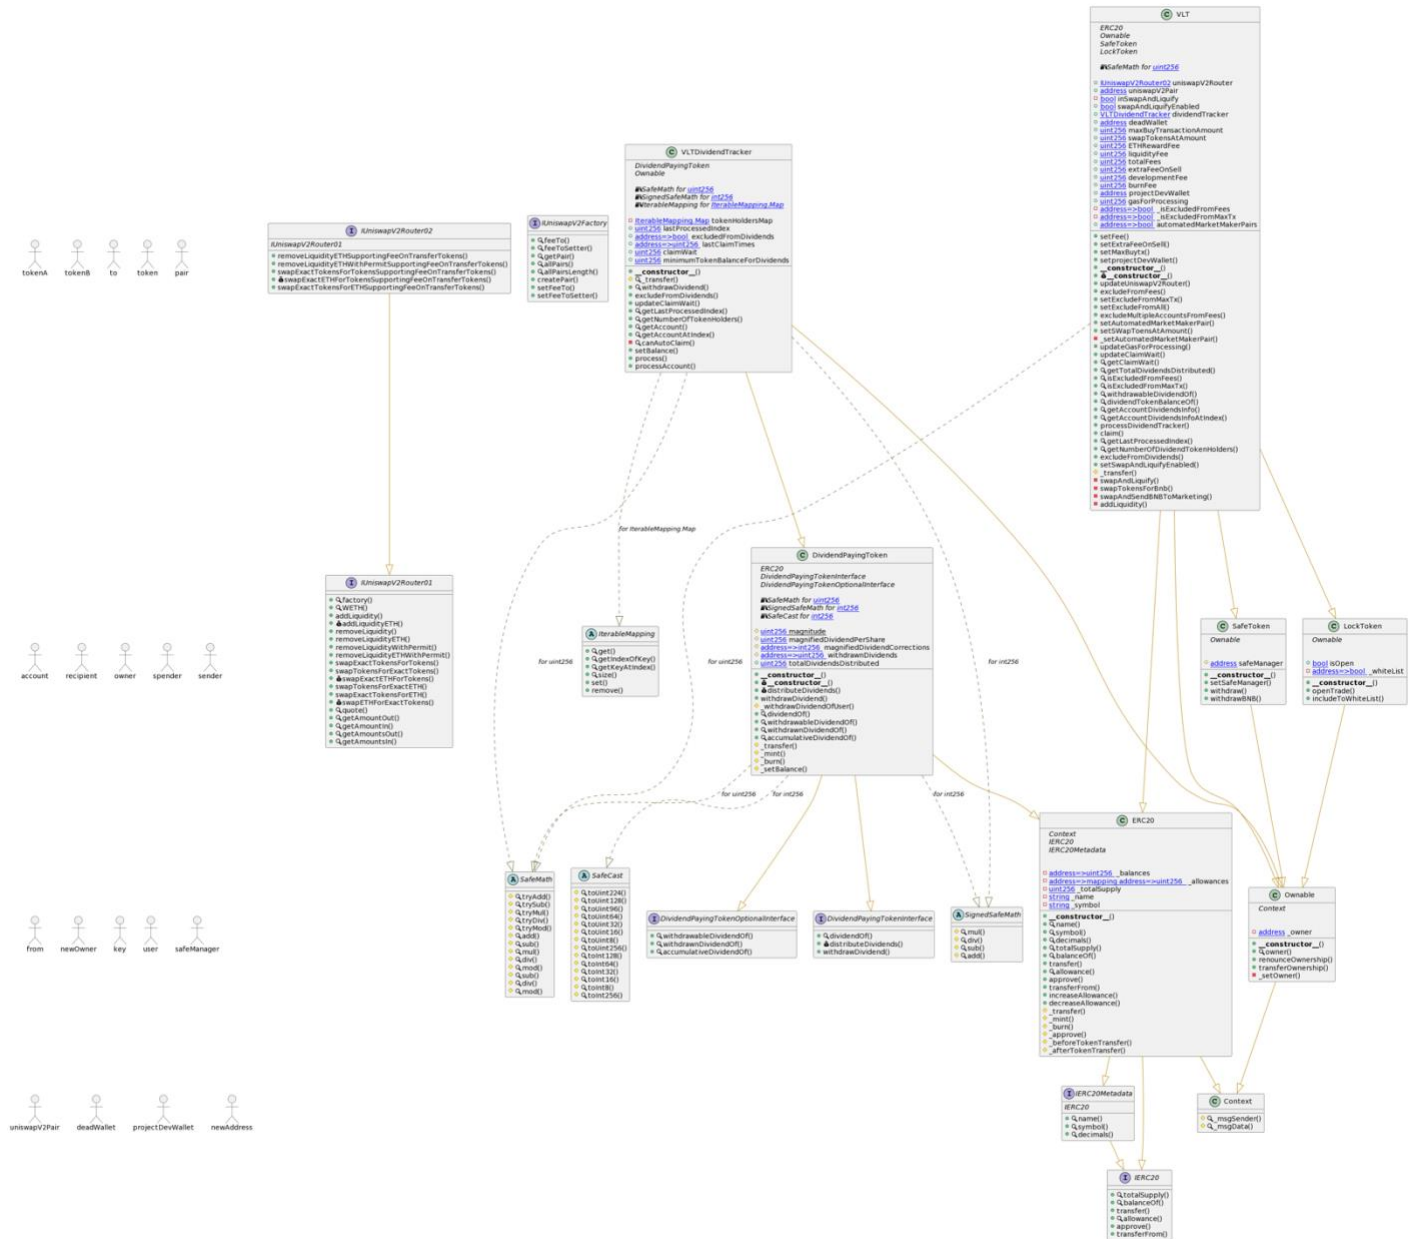 VLT
ERC20
Ownable
SafeToken
LockToken
SafeMath for uint256
IUniswapV2Router02 uniswapV2Router
address uniswapV2Pair
bool inSwapAndLiquify
bool swapAndLiquifyEnabled
VLTDividendTracker dividendTracker
address deadWallet
uint256 maxBuyTransactionAmount
uint256 swapTokensAtAmount
uint256 ETHRewardFee
uint256 liquidityFee
uint256 totalFees
uint256 extraFeeOnSell
uint256 developmentFee
uint256 burnFee
address projectDevWallet
uint256 gasForProcessing
address=>bool _isExcludedFromFees
address=>bool _isExcludedFromMaxTx
address=>bool automatedMarketMakerPairs
setFee()
setExtraFeeOnSell()
setMaxBuytx()
setprojectDevWallet()
__constructor__()
__constructor__()
updateUniswapV2Router()
excludeFromFees()
setExcludeFromMaxTx()
setExcludeFromAll()
excludeMultipleAccountsFromFees()
setAutomatedMarketMakerPair()
setSWapToensAtAmount()
_setAutomatedMarketMakerPair()
updateGasForProcessing()
updateClaimWait()
getClaimWait()
getTotalDividendsDistributed()
isExcludedFromFees()
isExcludedFromMaxTx()
withdrawableDividendOf()
dividendTokenBalanceOf()
getAccountDividendsInfo()
getAccountDividendsInfoAtIndex()
processDividendTracker()
claim()
getLastProcessedIndex()
getNumberOfDividendTokenHolders()
excludeFromDividends()
setSwapAndLiquifyEnabled()
_transfer()
swapAndLiquify()
swapTokensForBnb()
swapAndSendBNBToMarketing()
addLiquidity()
VLTDividendTracker
DividendPayingToken
Ownable
SafeMath for uint256
SignedSafeMath for int256
IterableMapping for IterableMapping.Map
IterableMapping.Map tokenHoldersMap
uint256 lastProcessedIndex
address=>bool excludedFromDividends
address=>uint256 lastClaimTimes
uint256 claimWait
uint256 minimumTokenBalanceForDividends
__constructor__()
_transfer()
withdrawDividend()
excludeFromDividends()
updateClaimWait()
getLastProcessedIndex()
getNumberOfTokenHolders()
getAccount()
getAccountAtIndex()
canAutoClaim()
setBalance()
process()
processAccount()
IUniswapV2Factory
feeTo()
feeToSetter()
getPair()
allPairs()
allPairsLength()
createPair()
setFeeTo()
setFeeToSetter()
IUniswapV2Router02
IUniswapV2Router01
removeLiquidityETHSupportingFeeOnTransferTokens()
removeLiquidityETHWithPermitSupportingFeeOnTransferTokens()
swapExactTokensForTokensSupportingFeeOnTransferTokens()
swapExactETHForTokensSupportingFeeOnTransferTokens()
swapExactTokensForETHSupportingFeeOnTransferTokens()
tokenA tokenB to token pair
for IterableMapping.Map
DividendPayingToken
ERC20
DividendPayingTokenInterface
DividendPayingTokenOptionalInterface
SafeMath for uint256
SignedSafeMath for int256
SafeCast for int256
uint256 magnitude
uint256 magnifiedDividendPerShare
address=>int256 magnifiedDividendCorrections
address=>uint256 withdrawnDividends
uint256 totalDividendsDistributed
__constructor__()
__constructor__()
distributeDividends()
withdrawDividend()
_withdrawDividendOfUser()
dividendOf()
withdrawableDividendOf()
withdrawnDividendOf()
accumulativeDividendOf()
_transfer()
_mint()
_burn()
_setBalance()
IUniswapV2Router01
factory()
WETH()
addLiquidity()
addLiquidityETH()
removeLiquidity()
removeLiquidityETH()
removeLiquidityWithPermit()
removeLiquidityETHWithPermit()
swapExactTokensForTokens()
swapTokensForExactTokens()
swapExactETHForTokens()
swapTokensForExactETH()
swapExactTokensForETH()
swapETHForExactTokens()
quote()
getAmountOut()
getAmountIn()
getAmountsOut()
getAmountsIn()
IterableMapping
get()
getIndexOfKey()
getKeyAtIndex()
size()
set()
remove()
SafeToken
Ownable
address safeManager
__constructor__()
setSafeManager()
withdraw()
withdrawBNB()
LockToken
Ownable
bool isOpen
address=>bool _whiteList
__constructor__()
openTrade()
includeToWhiteList()
account recipient owner spender sender
for uint256
for uint256
for int256
for uint256
for int256
for int256
SafeMath
tryAdd()
trySub()
tryMul()
tryDiv()
tryMod()
add()
sub()
mul()
div()
mod()
sub()
div()
mod()
SafeCast
toUint224()
toUint128()
toUint96()
toUint64()
toUint32()
toUint16()
toUint8()
toUint256()
toInt128()
toInt64()
toInt32()
toInt16()
toInt8()
toInt256()
DividendPayingTokenOptionalInterface
withdrawableDividendOf()
withdrawnDividendOf()
accumulativeDividendOf()
DividendPayingTokenInterface
dividendOf()
distributeDividends()
withdrawDividend()
SignedSafeMath
mul()
div()
sub()
add()
ERC20
Context
IERC20
IERC20Metadata
address=>uint256 _balances
address=>mapping address=>uint256 _allowances
uint256 _totalSupply
string _name
string _symbol
__constructor__()
name()
symbol()
decimals()
totalSupply()
balanceOf()
transfer()
allowance()
approve()
transferFrom()
increaseAllowance()
decreaseAllowance()
_transfer()
_mint()
_burn()
_approve()
_beforeTokenTransfer()
_afterTokenTransfer()
Ownable
Context
address _owner
__constructor__()
owner()
renounceOwnership()
transferOwnership()
_setOwner()
from newOwner key user safeManager
uniswapV2Pair deadWallet projectDevWallet newAddress
IERC20Metadata
IERC20
name()
symbol()
decimals()
Context
_msgSender()
_msgData()
IERC20
totalSupply()
balanceOf()
transfer()
allowance()
approve()
transferFrom()